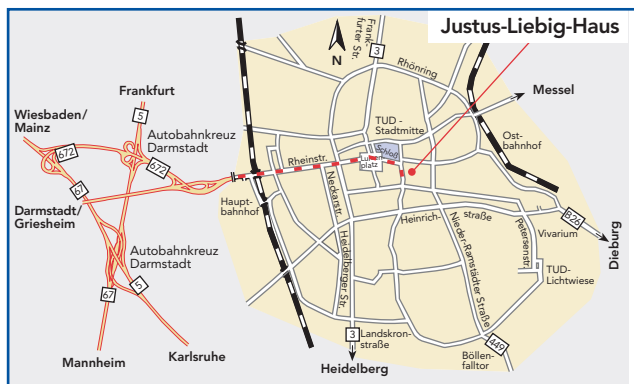 Justus-Liebig-Haus
Frank-
furter Str.
3
N
Rhönring
Messel
Frankfurt
5
Wiesbaden/
Mainz
672
Autobahnkreuz
Darmstadt
672
67
TUD -
Stadtmitte
Ost-
bahnhof
Schloß
Luisen
platz
Rheinstr.
Darmstadt/
Griesheim
Haupt-
bahnhof
Neckarstr.
Heinrich-
straße
B26
Vivarium
Dieburg
Autobahnkreuz
Darmstadt
67
5
Heidelberger Str.
Nieder-Ramstädter Straße
Petersenstr.
TUD-
Lichtwiese
3
Landskron-
straße
449
Böllen-
falltor
Mannheim
Karlsruhe
Heidelberg